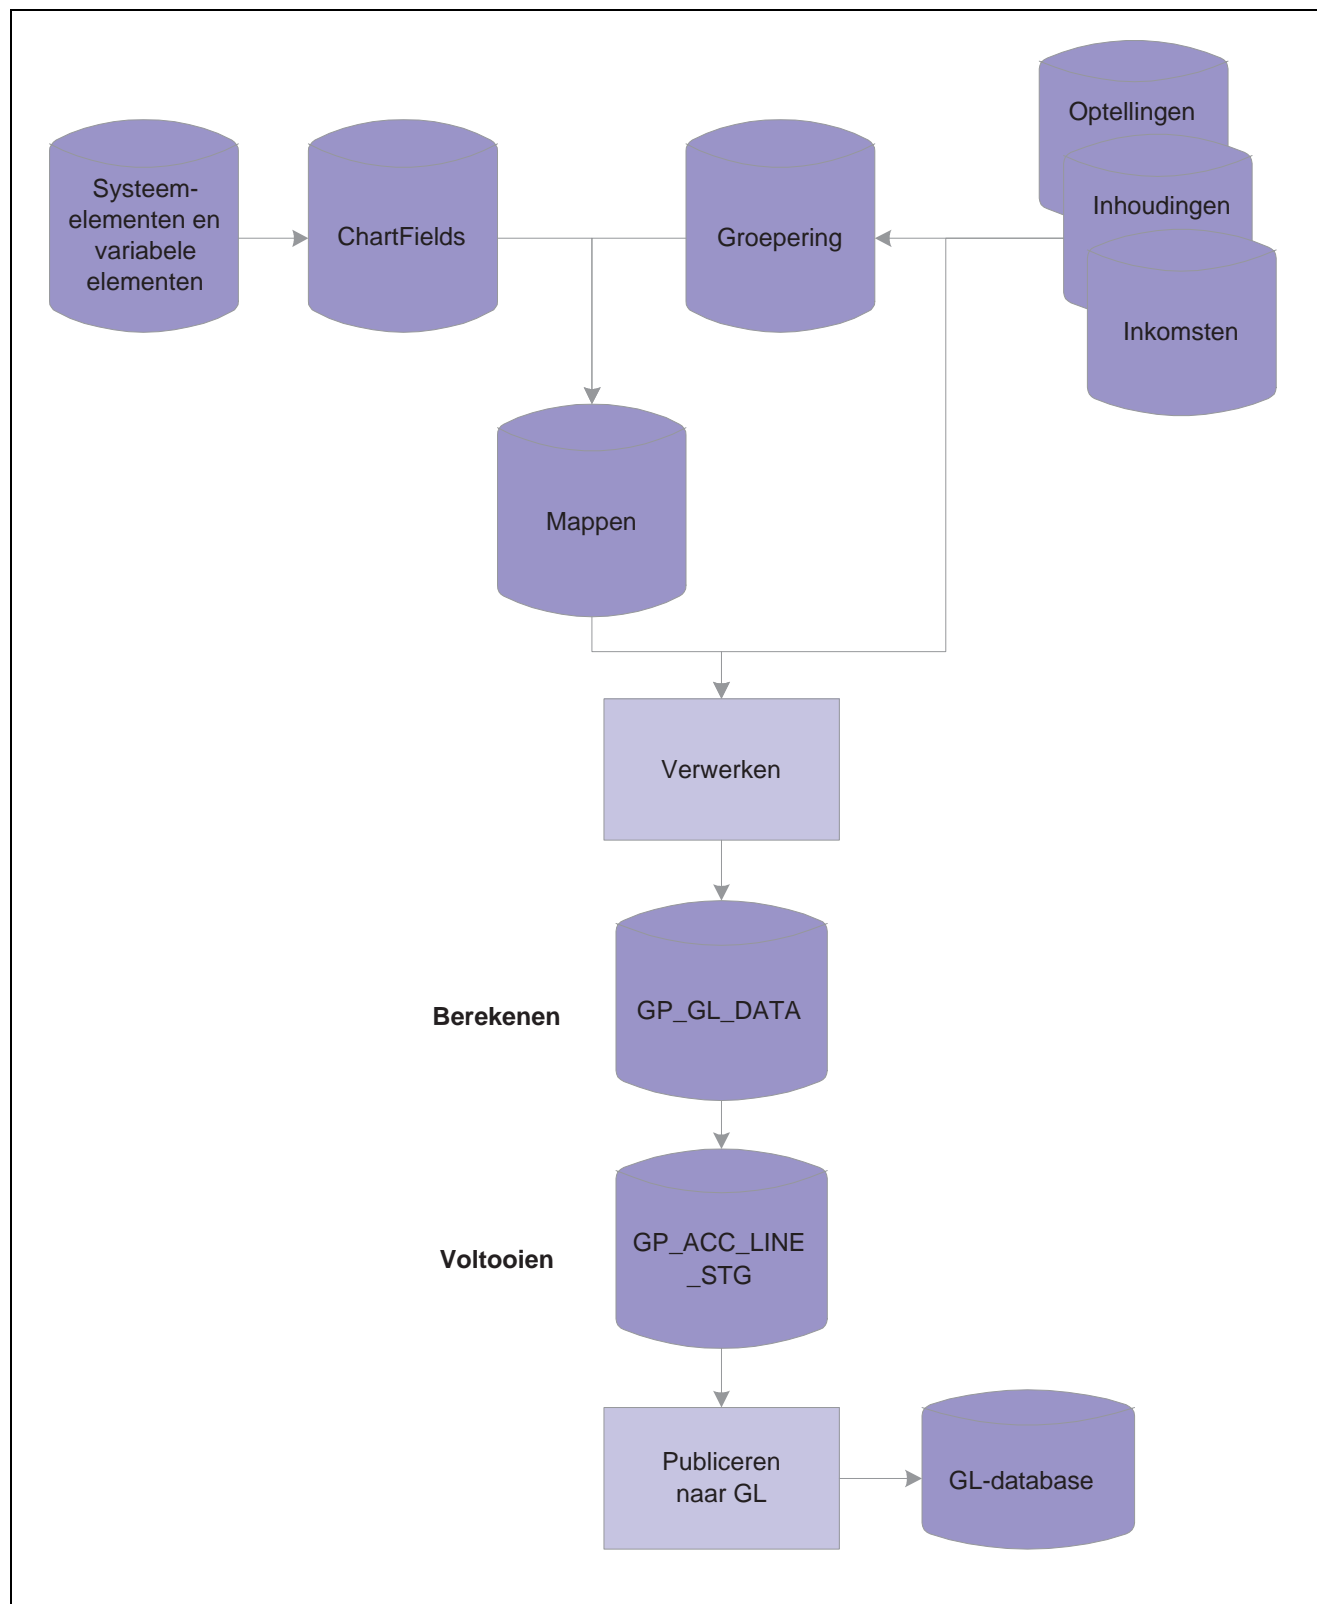 Optellingen
Systeem-
elementen en
variabele
elementen
ChartFields
Groepering
Inhoudingen
Inkomsten
Mappen
Verwerken
Berekenen
GP_GL_DATA
Voltooien
GP_ACC_LINE
_STG
Publiceren
naar GL
GL-database